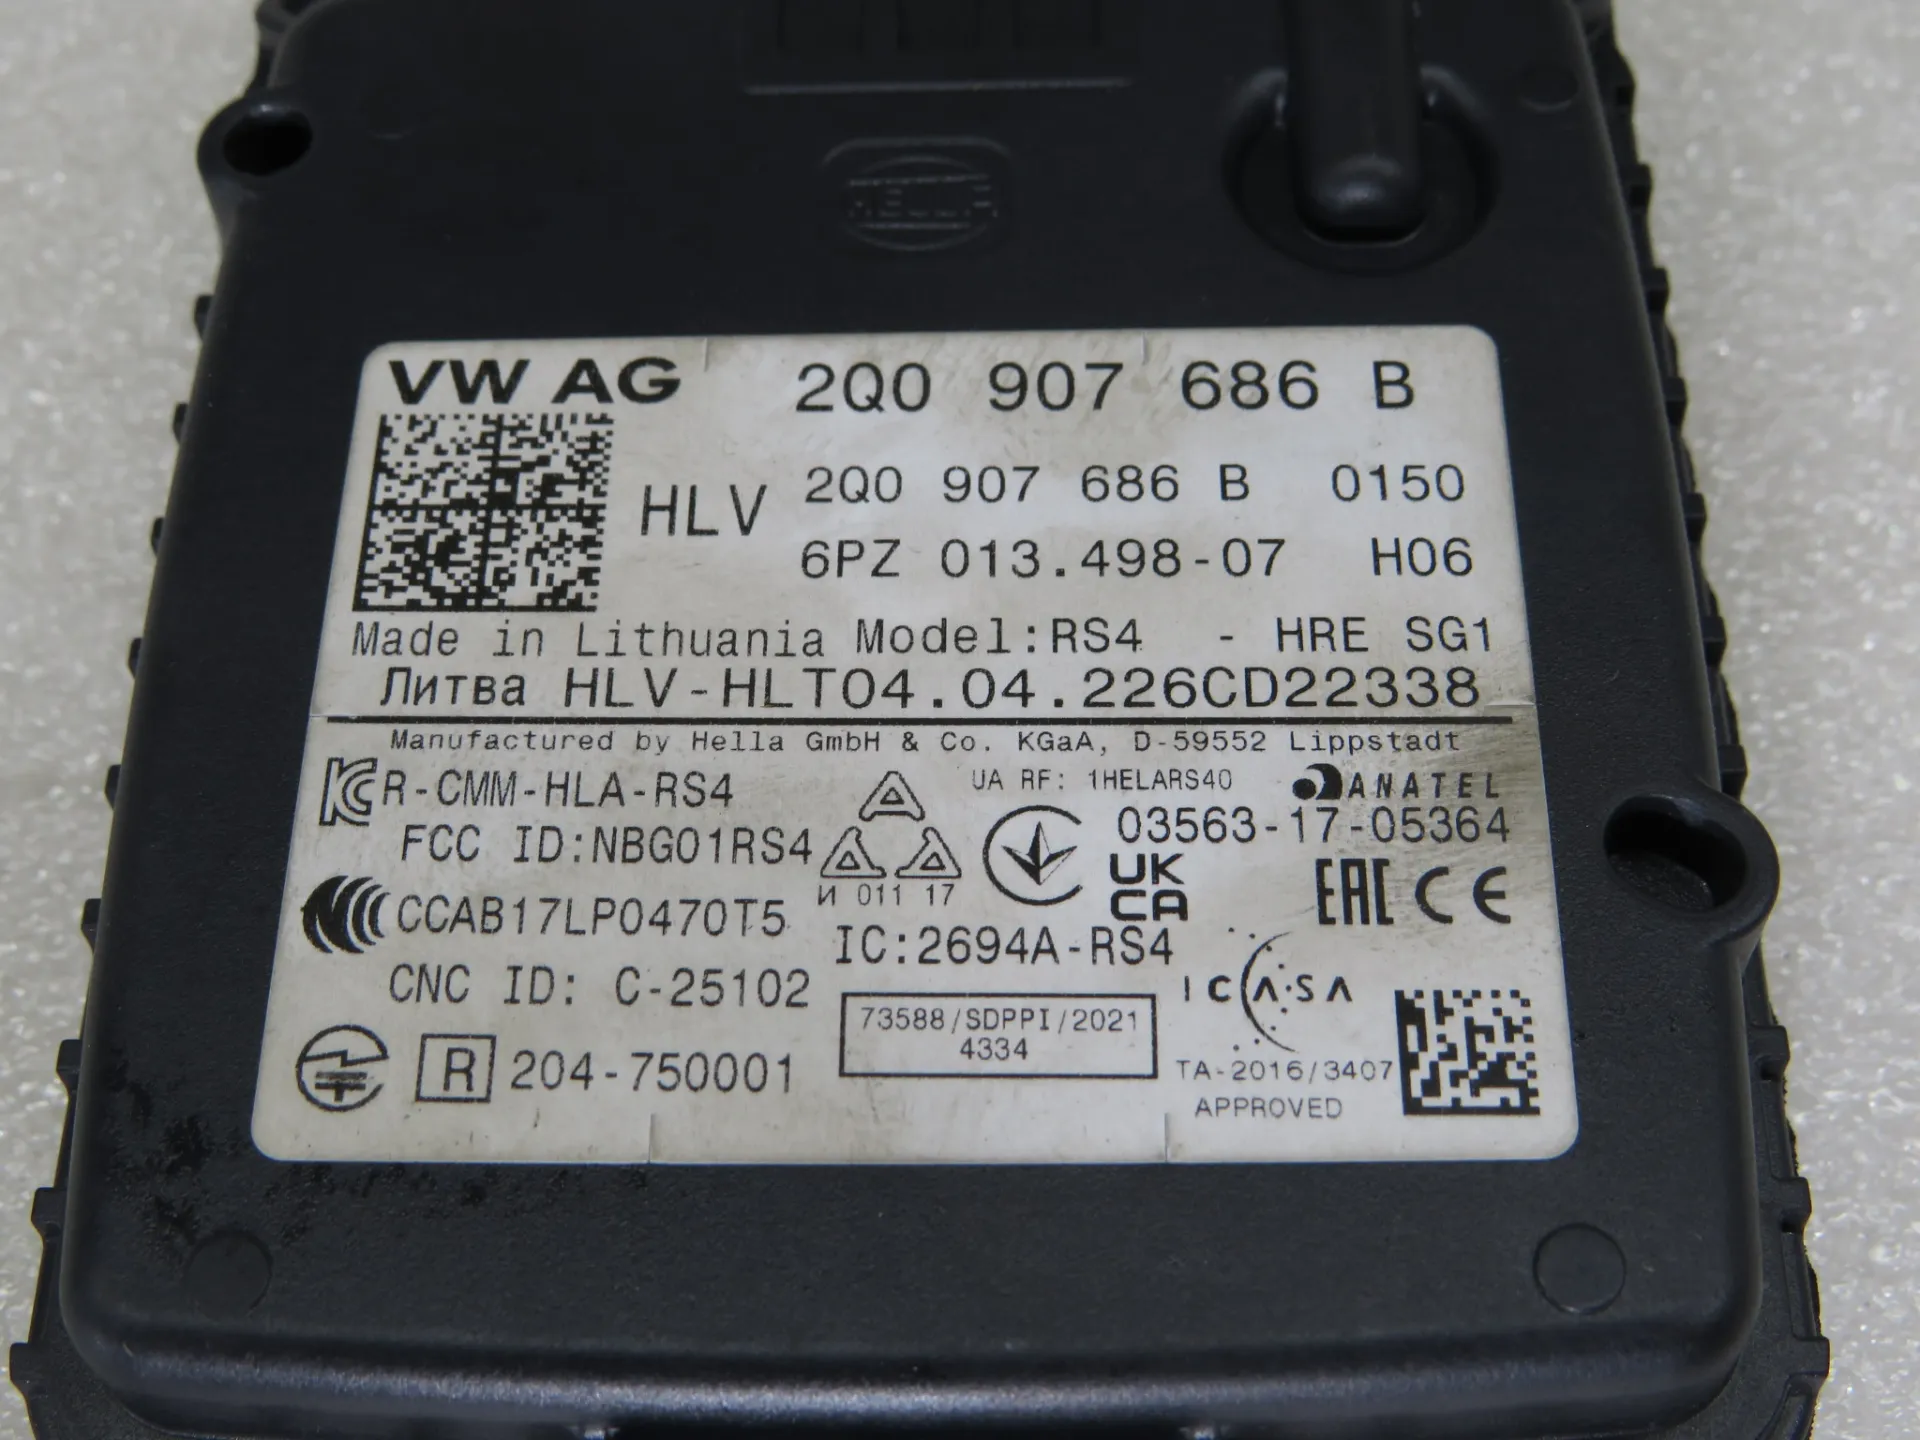 HELLA
VW AG 2Q0 907 686 B
HLV 2Q0 907 686 B 0150
6PZ 013.498-07 H06
Made in Lithuania Model:RS4 - HRE SG1
Литва HLV-HLT04.04.226CD22338
Manufactured by Hella GmbH & Co. KGaA, D-59552 Lippstadt
R-CMM-HLA-RS4
UA RF: 1HELARS40
ANATEL
03563-17-05364
FCC ID:NBG01RS4
И 011 17
UK
CA
EAC CE
CCAB17LP0470T5
IC:2694A-RS4
CNC ID: C-25102
ICASA
73588/SDPPI/2021
4334
R 204-750001
TA-2016/3407
APPROVED